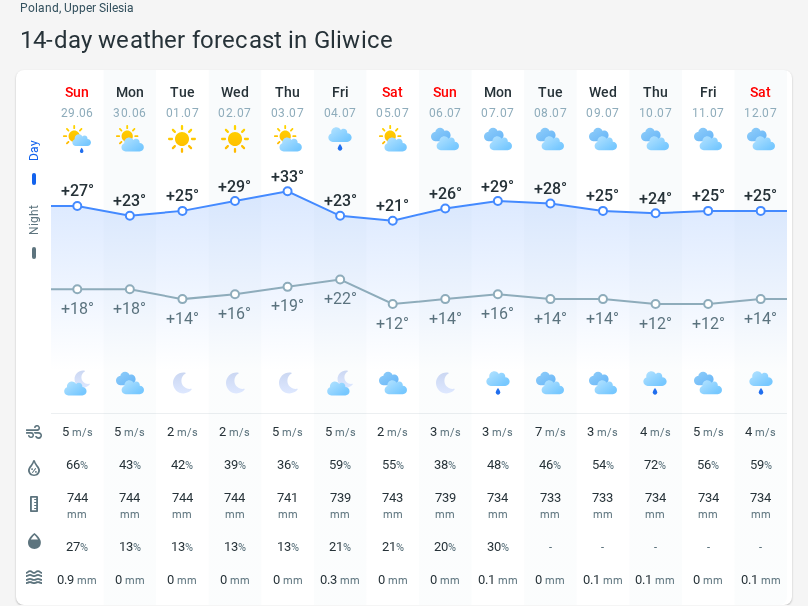 Poland, Upper Silesia
14-day weather forecast in Gliwice
Sun Mon Tue Wed Thu Fri Sat Sun Mon Tue Wed Thu Fri Sat
29.06 30.06 01.07 02.07 03.07 04.07 05.07 06.07 07.07 08.07 09.07 10.07 11.07 12.07
Day
+27° +23° +25° +29° +33° +23° +21° +26° +29° +28° +25° +24° +25° +25°
Night
+18° +18° +14° +16° +19° +22° +12° +14° +16° +14° +14° +12° +12° +14°
5 m/s 5 m/s 2 m/s 2 m/s 5 m/s 5 m/s 2 m/s 3 m/s 3 m/s 7 m/s 3 m/s 4 m/s 5 m/s 4 m/s
66% 43% 42% 39% 36% 59% 55% 38% 48% 46% 54% 72% 56% 59%
744 744 744 744 741 739 743 739 734 733 733 734 734 734
mm mm mm mm mm mm mm mm mm mm mm mm mm mm
27% 13% 13% 13% 13% 21% 21% 20% 30% - - - - -
0.9 mm 0 mm 0 mm 0 mm 0 mm 0.3 mm 0 mm 0 mm 0.1 mm 0 mm 0.1 mm 0.1 mm 0 mm 0.1 mm